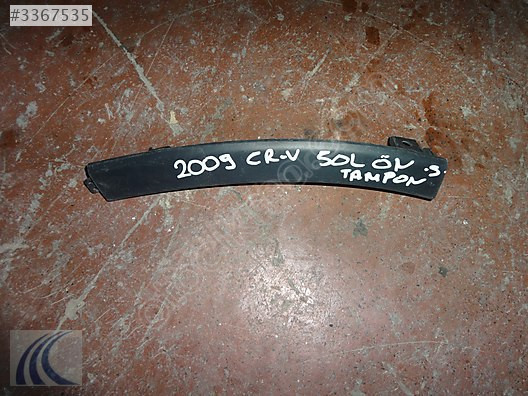 #3367535
2009 CR-V SOL ÖN .3.
TAMPON